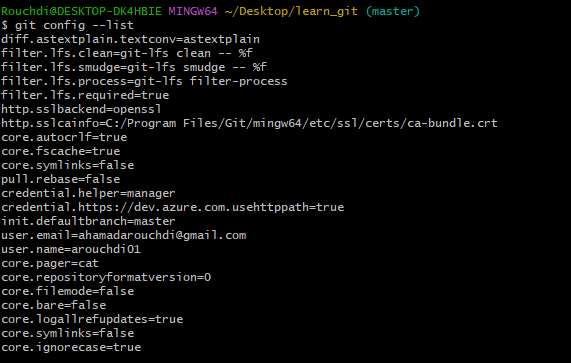 Rouchdi@DESKTOP-DK4HBIE MINGW64 ~/Desktop/learn_git (master)
$ git config --list
diff.astextplain.textconv=astextplain
filter.lfs.clean=git-lfs clean -- %f
filter.lfs.smudge=git-lfs smudge -- %f
filter.lfs.process=git-lfs filter-process
filter.lfs.required=true
http.sslbackend=openssl
http.sslcainfo=C:/Program Files/Git/mingw64/etc/ssl/certs/ca-bundle.crt
core.autocrlf=true
core.fscache=true
core.symlinks=false
pull.rebase=false
credential.helper=manager
credential.https://dev.azure.com.usehttppath=true
init.defaultbranch=master
user.email=ahamadarouchdi@gmail.com
user.name=arouchdi01
core.pager=cat
core.repositoryformatversion=0
core.filemode=false
core.bare=false
core.logallrefupdates=true
core.symlinks=false
core.ignorecase=true